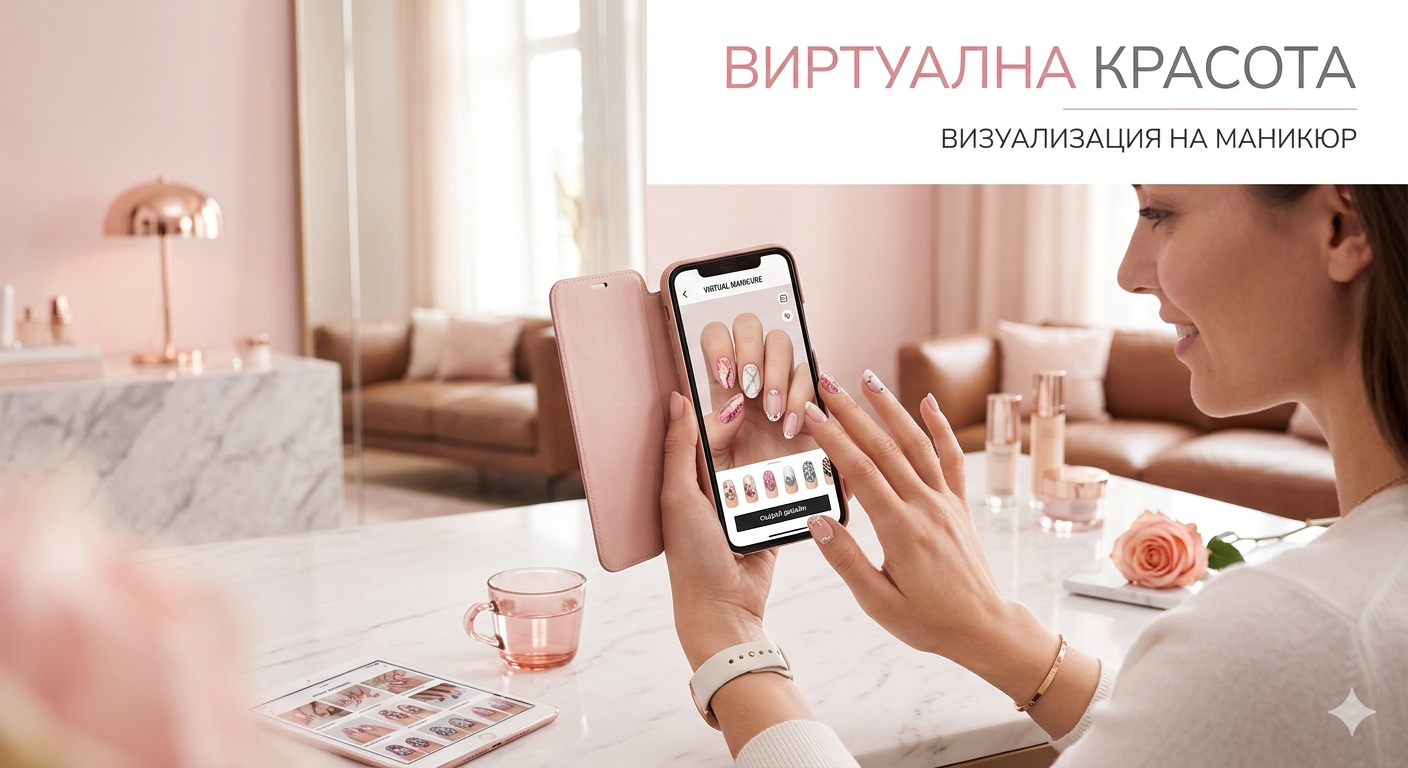 ВИРТУАЛНА КРАСОТА
ВИЗУАЛИЗАЦИЯ НА МАНИКЮР
VIRTUAL MANICURE